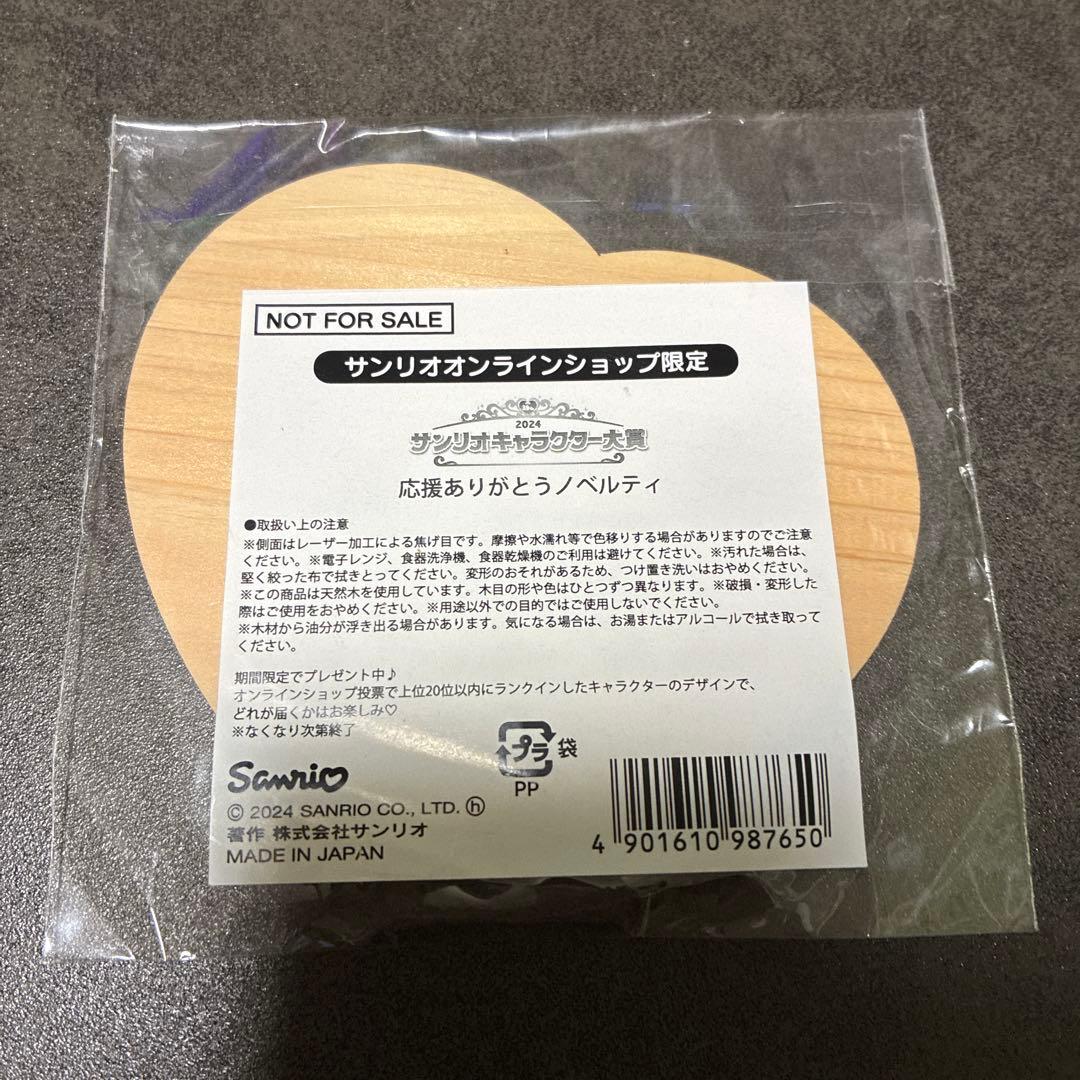 NOT FOR SALE
サンリオオンラインショップ限定
2024
サンリオキャラクター大賞
応援ありがとうノベルティ
●取扱い上の注意
※側面はレーザー加工による焦げ目です。摩擦や水濡れ等で色移りする場合がありますのでご注意
ください。※電子レンジ、食器洗浄機、食器乾燥機のご利用は避けてください。※汚れた場合は、
堅く絞った布で拭きとってください。変形のおそれがあるため、つけ置き洗いはおやめください。
※この商品は天然木を使用しています。木目の形や色はひとつずつ異なります。※破損・変形した
際はご使用をおやめください。※用途以外での目的ではご使用しないでください。
※木材から油分が浮き出る場合があります。気になる場合は、お湯またはアルコールで拭き取って
ください。
期間限定でプレゼント中♪
オンラインショップ投票で上位20位以内にランクインしたキャラクターのデザインで、
どれが届くかはお楽しみ♡
※なくなり次第終了
プラ 袋
PP
Sanrio
© 2024 SANRIO CO., LTD. ⓗ
著作 株式会社サンリオ
MADE IN JAPAN
4 901610 987650